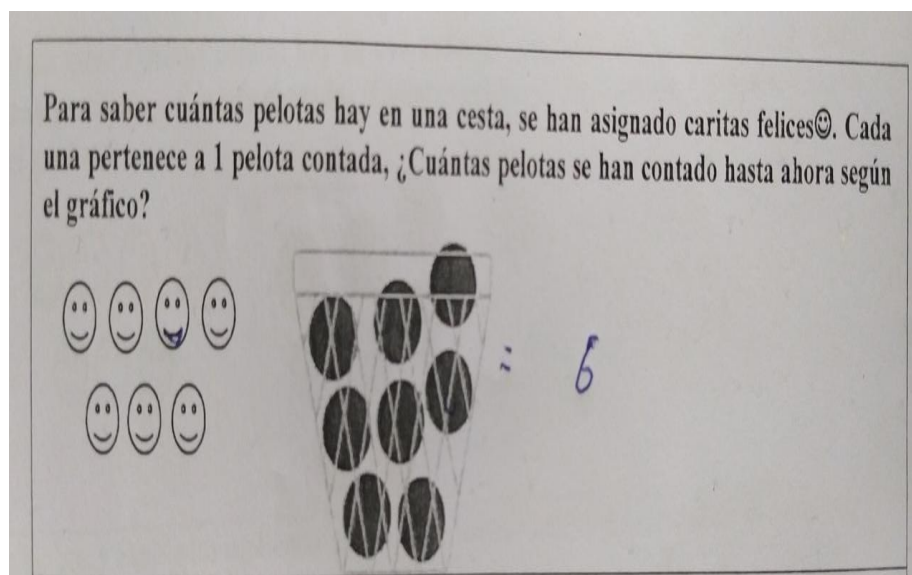 Para saber cuántas pelotas hay en una cesta, se han asignado caritas felices☺. Cada
una pertenece a 1 pelota contada, ¿Cuántas pelotas se han contado hasta ahora según
el gráfico?
= 6